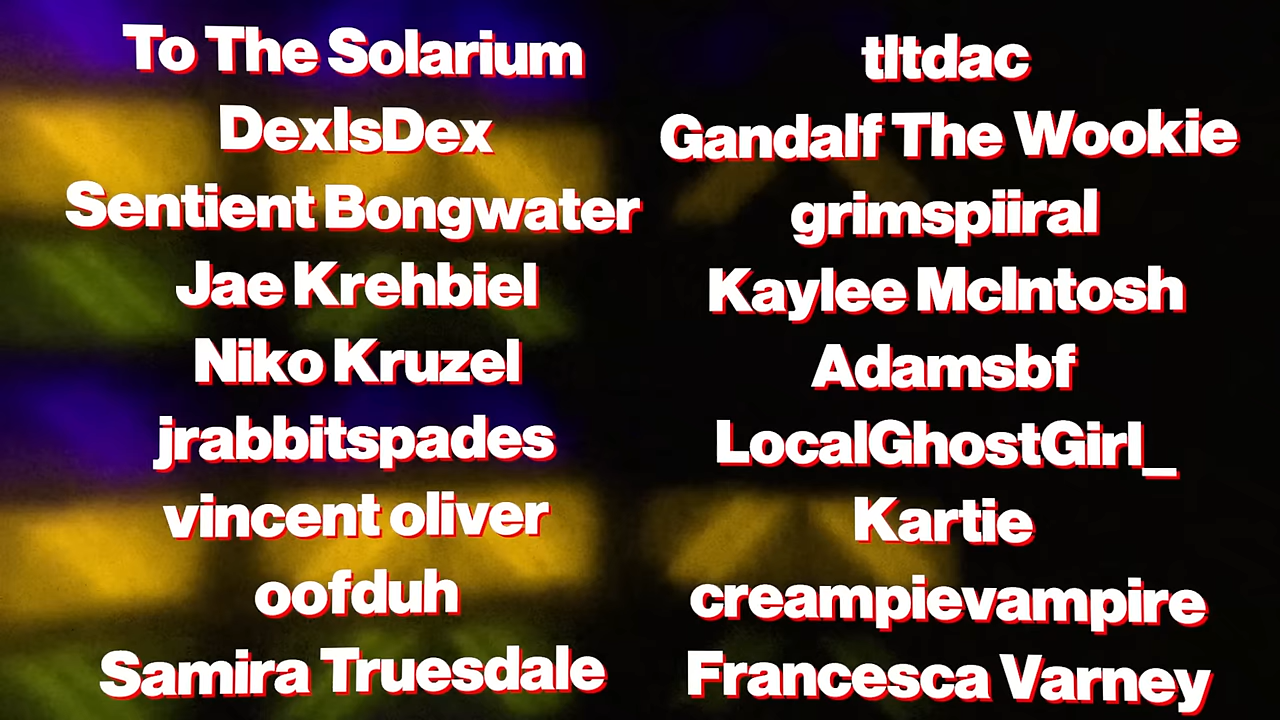 To The Solarium
DexIsDex
Sentient Bongwater
Jae Krehbiel
Niko Kruzel
jrabbitspades
vincent oliver
oofduh
Samira Truesdale
tltdac
Gandalf The Wookie
grimspiiral
Kaylee McIntosh
Adamsbf
LocalGhostGirl_
Kartie
creampievampire
Francesca Varney